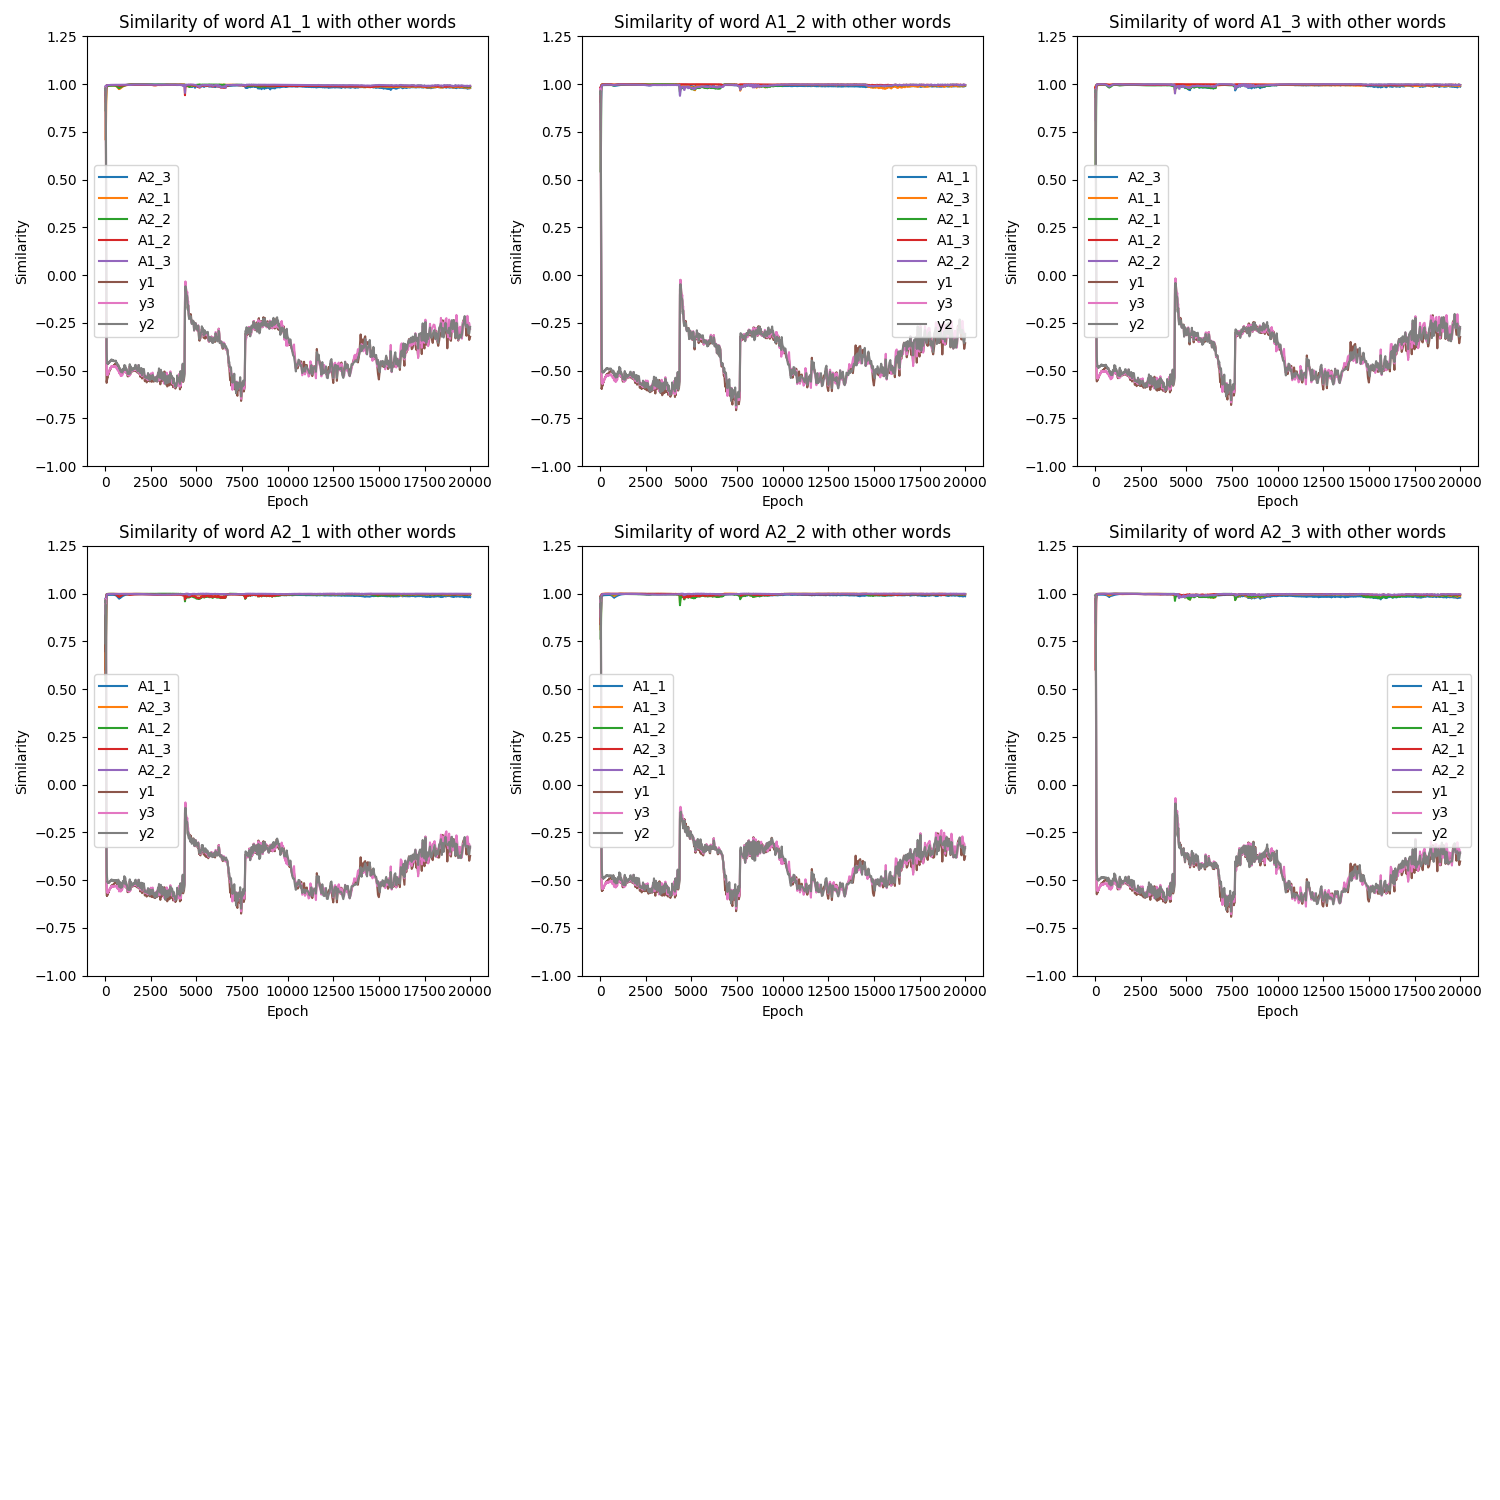 Similarity of word A1_1 with other words
1.25
1.00
0.75
0.50
0.25
0.00
−0.25
−0.50
−0.75
−1.00
Similarity
A2_3
A2_1
A2_2
A1_2
A1_3
y1
y3
y2
0 2500 5000 7500 10000 12500 15000 17500 20000
Epoch
Similarity of word A1_2 with other words
1.25
1.00
0.75
0.50
0.25
0.00
−0.25
−0.50
−0.75
−1.00
Similarity
A1_1
A2_3
A2_1
A1_3
A2_2
y1
y3
y2
0 2500 5000 7500 10000 12500 15000 17500 20000
Epoch
Similarity of word A1_3 with other words
1.25
1.00
0.75
0.50
0.25
0.00
−0.25
−0.50
−0.75
−1.00
Similarity
A2_3
A1_1
A2_1
A1_2
A2_2
y1
y3
y2
0 2500 5000 7500 10000 12500 15000 17500 20000
Epoch
Similarity of word A2_1 with other words
1.25
1.00
0.75
0.50
0.25
0.00
−0.25
−0.50
−0.75
−1.00
Similarity
A1_1
A2_3
A1_2
A1_3
A2_2
y1
y3
y2
0 2500 5000 7500 10000 12500 15000 17500 20000
Epoch
Similarity of word A2_2 with other words
1.25
1.00
0.75
0.50
0.25
0.00
−0.25
−0.50
−0.75
−1.00
Similarity
A1_1
A1_3
A1_2
A2_3
A2_1
y1
y3
y2
0 2500 5000 7500 10000 12500 15000 17500 20000
Epoch
Similarity of word A2_3 with other words
1.25
1.00
0.75
0.50
0.25
0.00
−0.25
−0.50
−0.75
−1.00
Similarity
A1_1
A1_3
A1_2
A2_1
A2_2
y1
y3
y2
0 2500 5000 7500 10000 12500 15000 17500 20000
Epoch